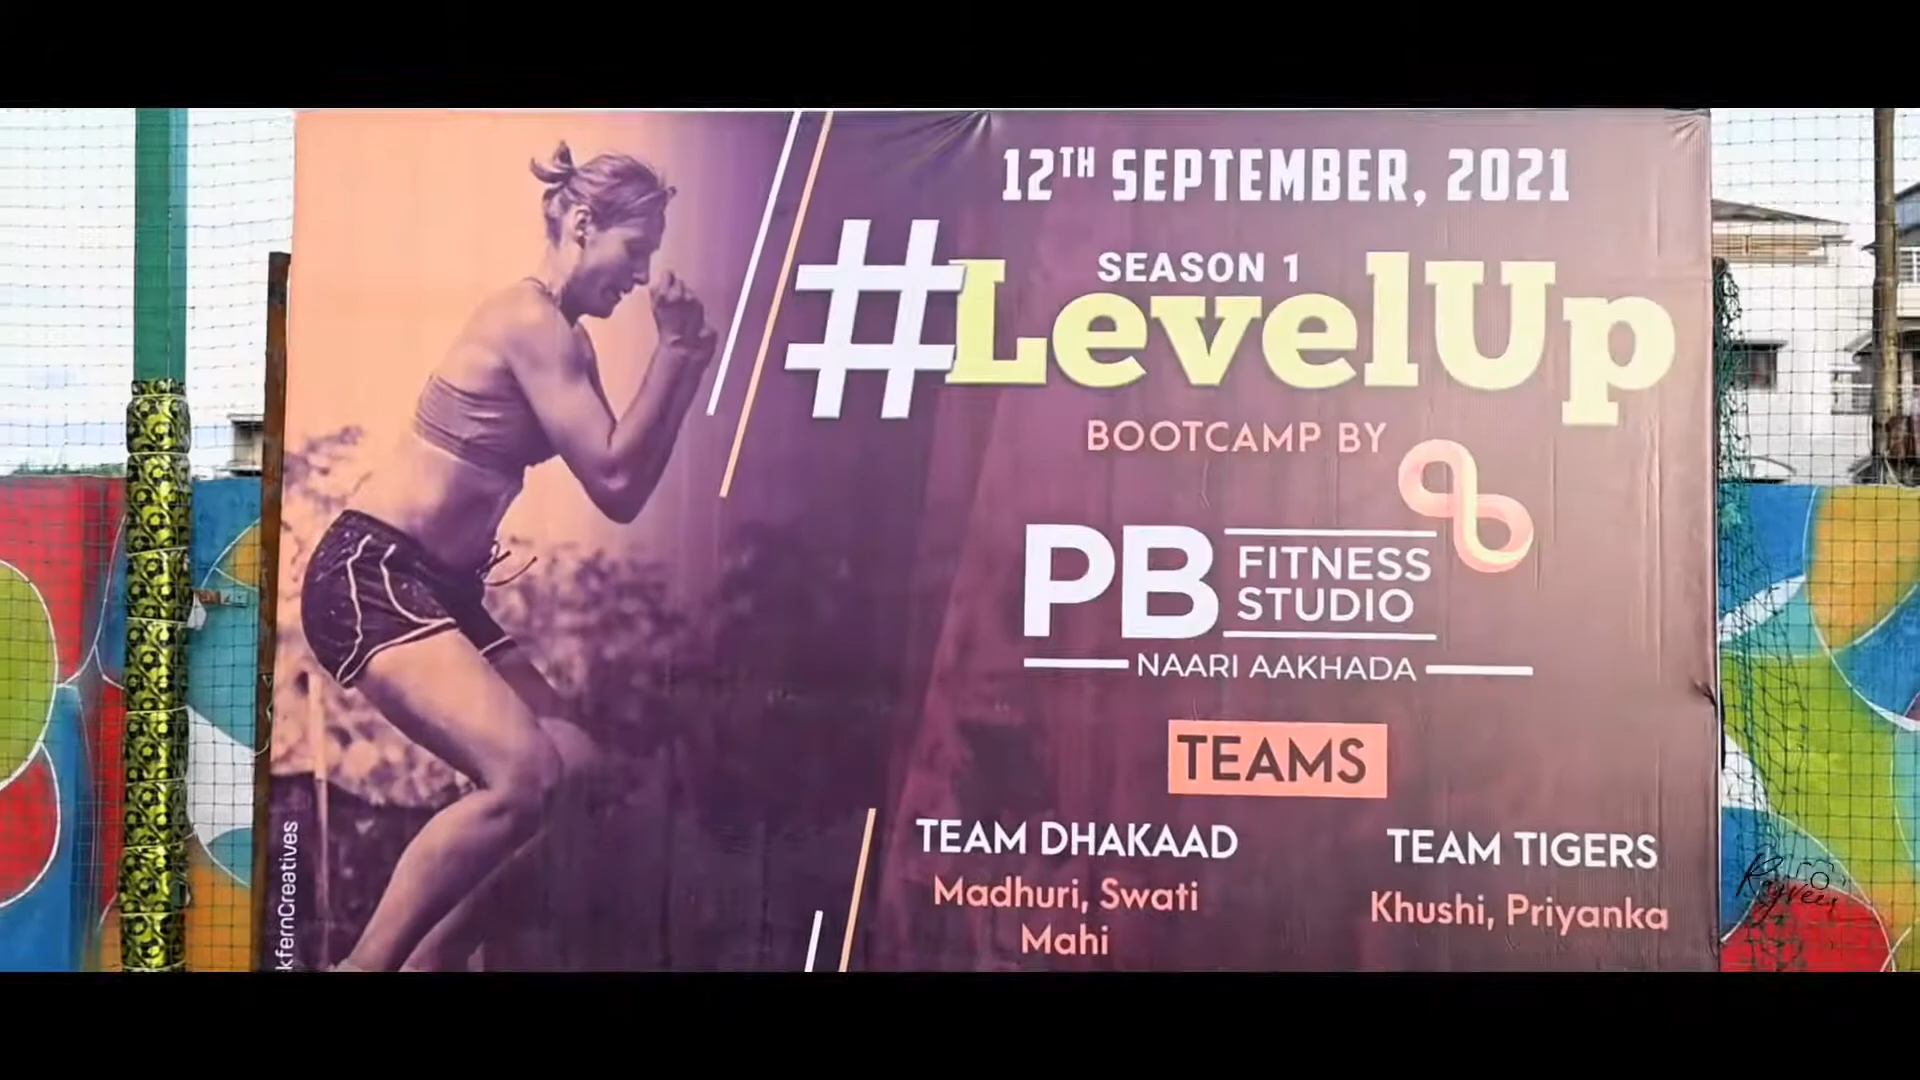 12TH SEPTEMBER, 2021
SEASON 1
#LevelUp
BOOTCAMP BY
PB FITNESS STUDIO
NAARI AAKHADA
TEAMS
TEAM DHAKAAD
Madhuri, Swati
Mahi
TEAM TIGERS
Khushi, Priyanka
kfernCreatives